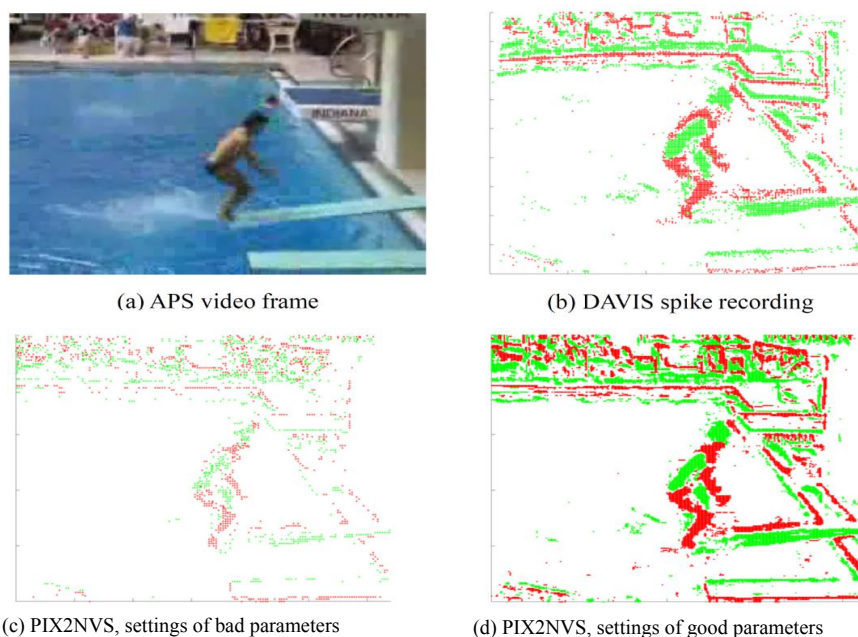 INDIANA
INDIANA
(a) APS video frame
(b) DAVIS spike recording
(c) PIX2NVS, settings of bad parameters
(d) PIX2NVS, settings of good parameters